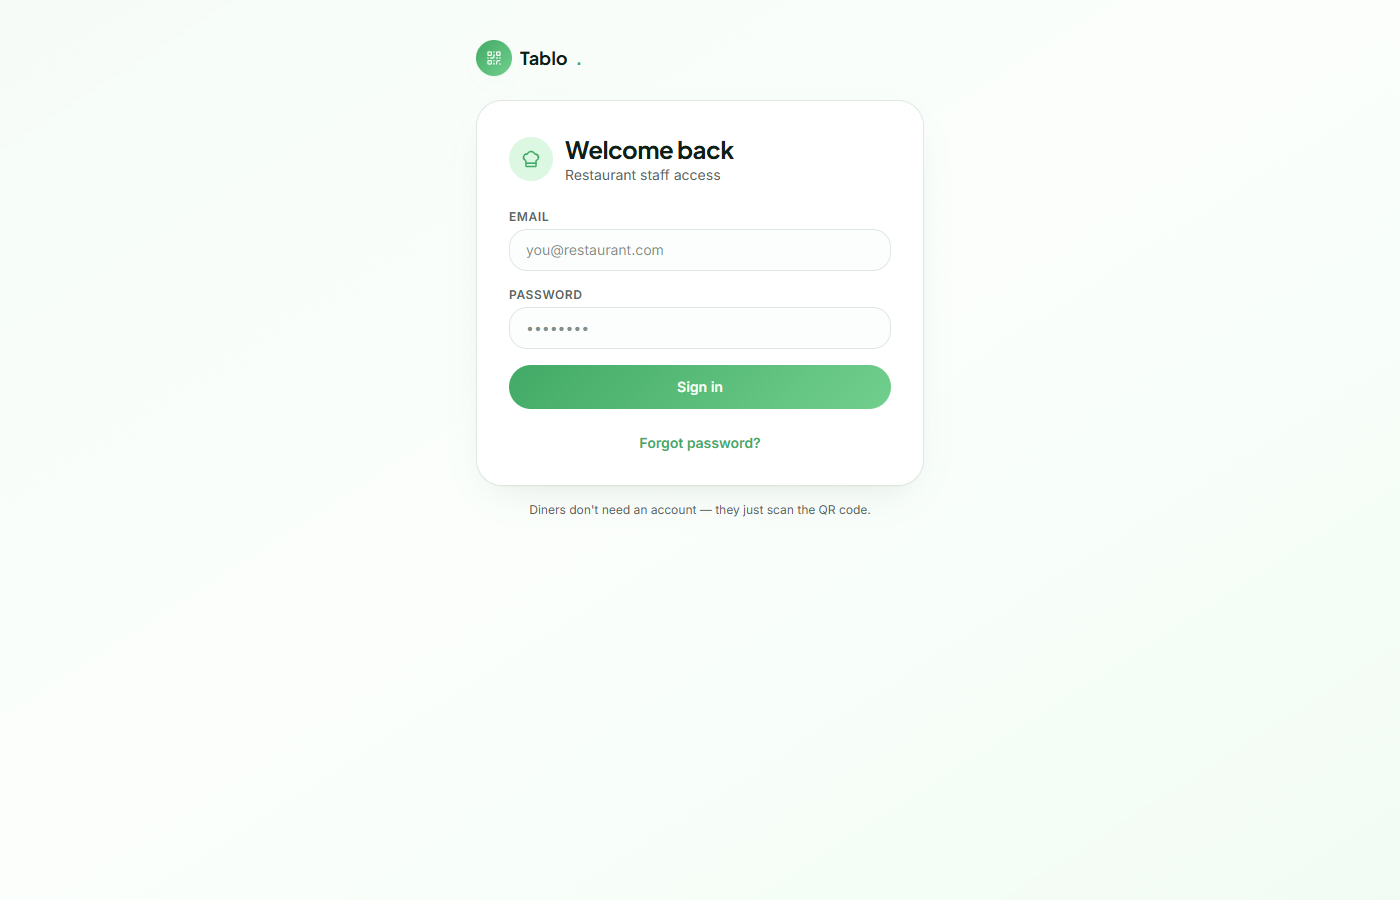 Tablo .
Welcome back
Restaurant staff access
EMAIL
you@restaurant.com
PASSWORD
••••••••
Sign in
Forgot password?
Diners don't need an account — they just scan the QR code.